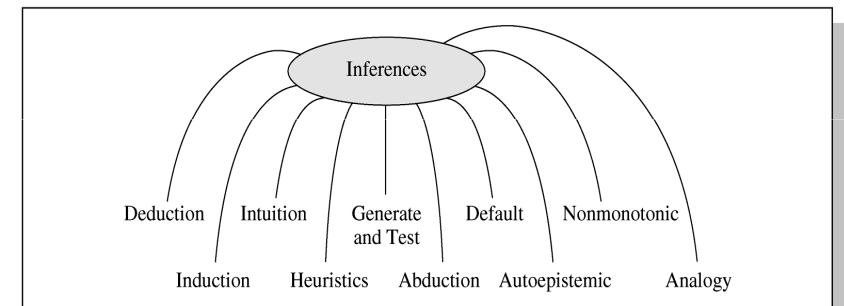 Inferences
Deduction
Intuition
Generate
and Test
Default
Nonmonotonic
Induction
Heuristics
Abduction
Autoepistemic
Analogy